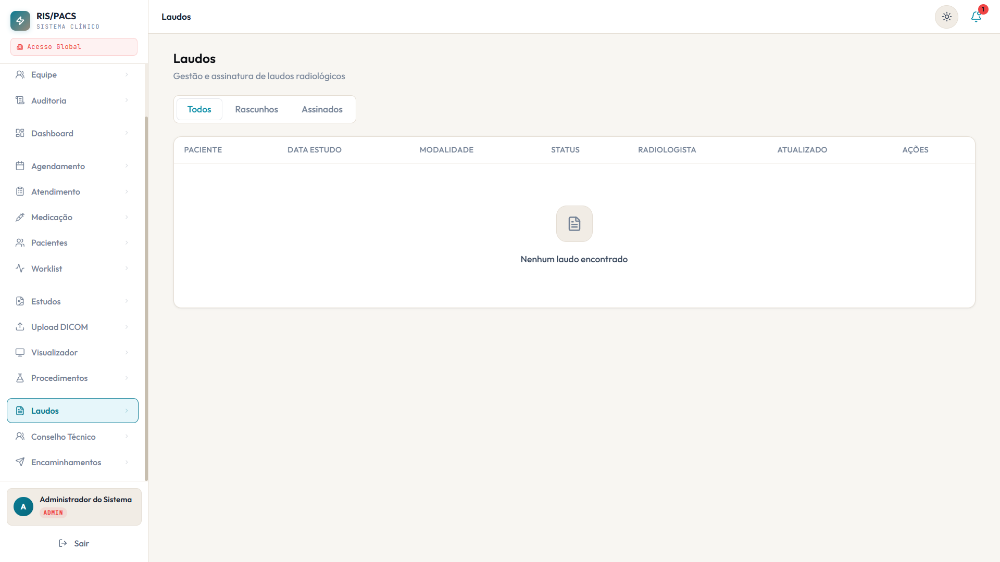 RIS/PACS
SISTEMA CLÍNICO
Acesso Global
Equipe
Auditoria
Dashboard
Agendamento
Atendimento
Medicação
Pacientes
Worklist
Estudos
Upload DICOM
Visualizador
Procedimentos
Laudos
Conselho Técnico
Encaminhamentos
A
Administrador do Sistema
ADMIN
Sair
Laudos
1
Laudos
Gestão e assinatura de laudos radiológicos
Todos Rascunhos Assinados
PACIENTE DATA ESTUDO MODALIDADE STATUS RADIOLOGISTA ATUALIZADO AÇÕES
Nenhum laudo encontrado